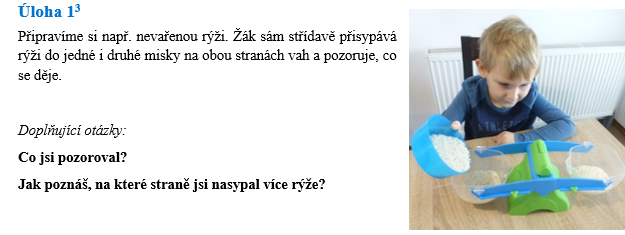 Úloha 1³
Připravíme si např. nevařenou rýži. Žák sám střídavě přisypává
rýži do jedné i druhé misky na obou stranách vah a pozoruje, co
se děje.
Doplňující otázky:
Co jsi pozoroval?
Jak poznáš, na které straně jsi nasypal více rýže?